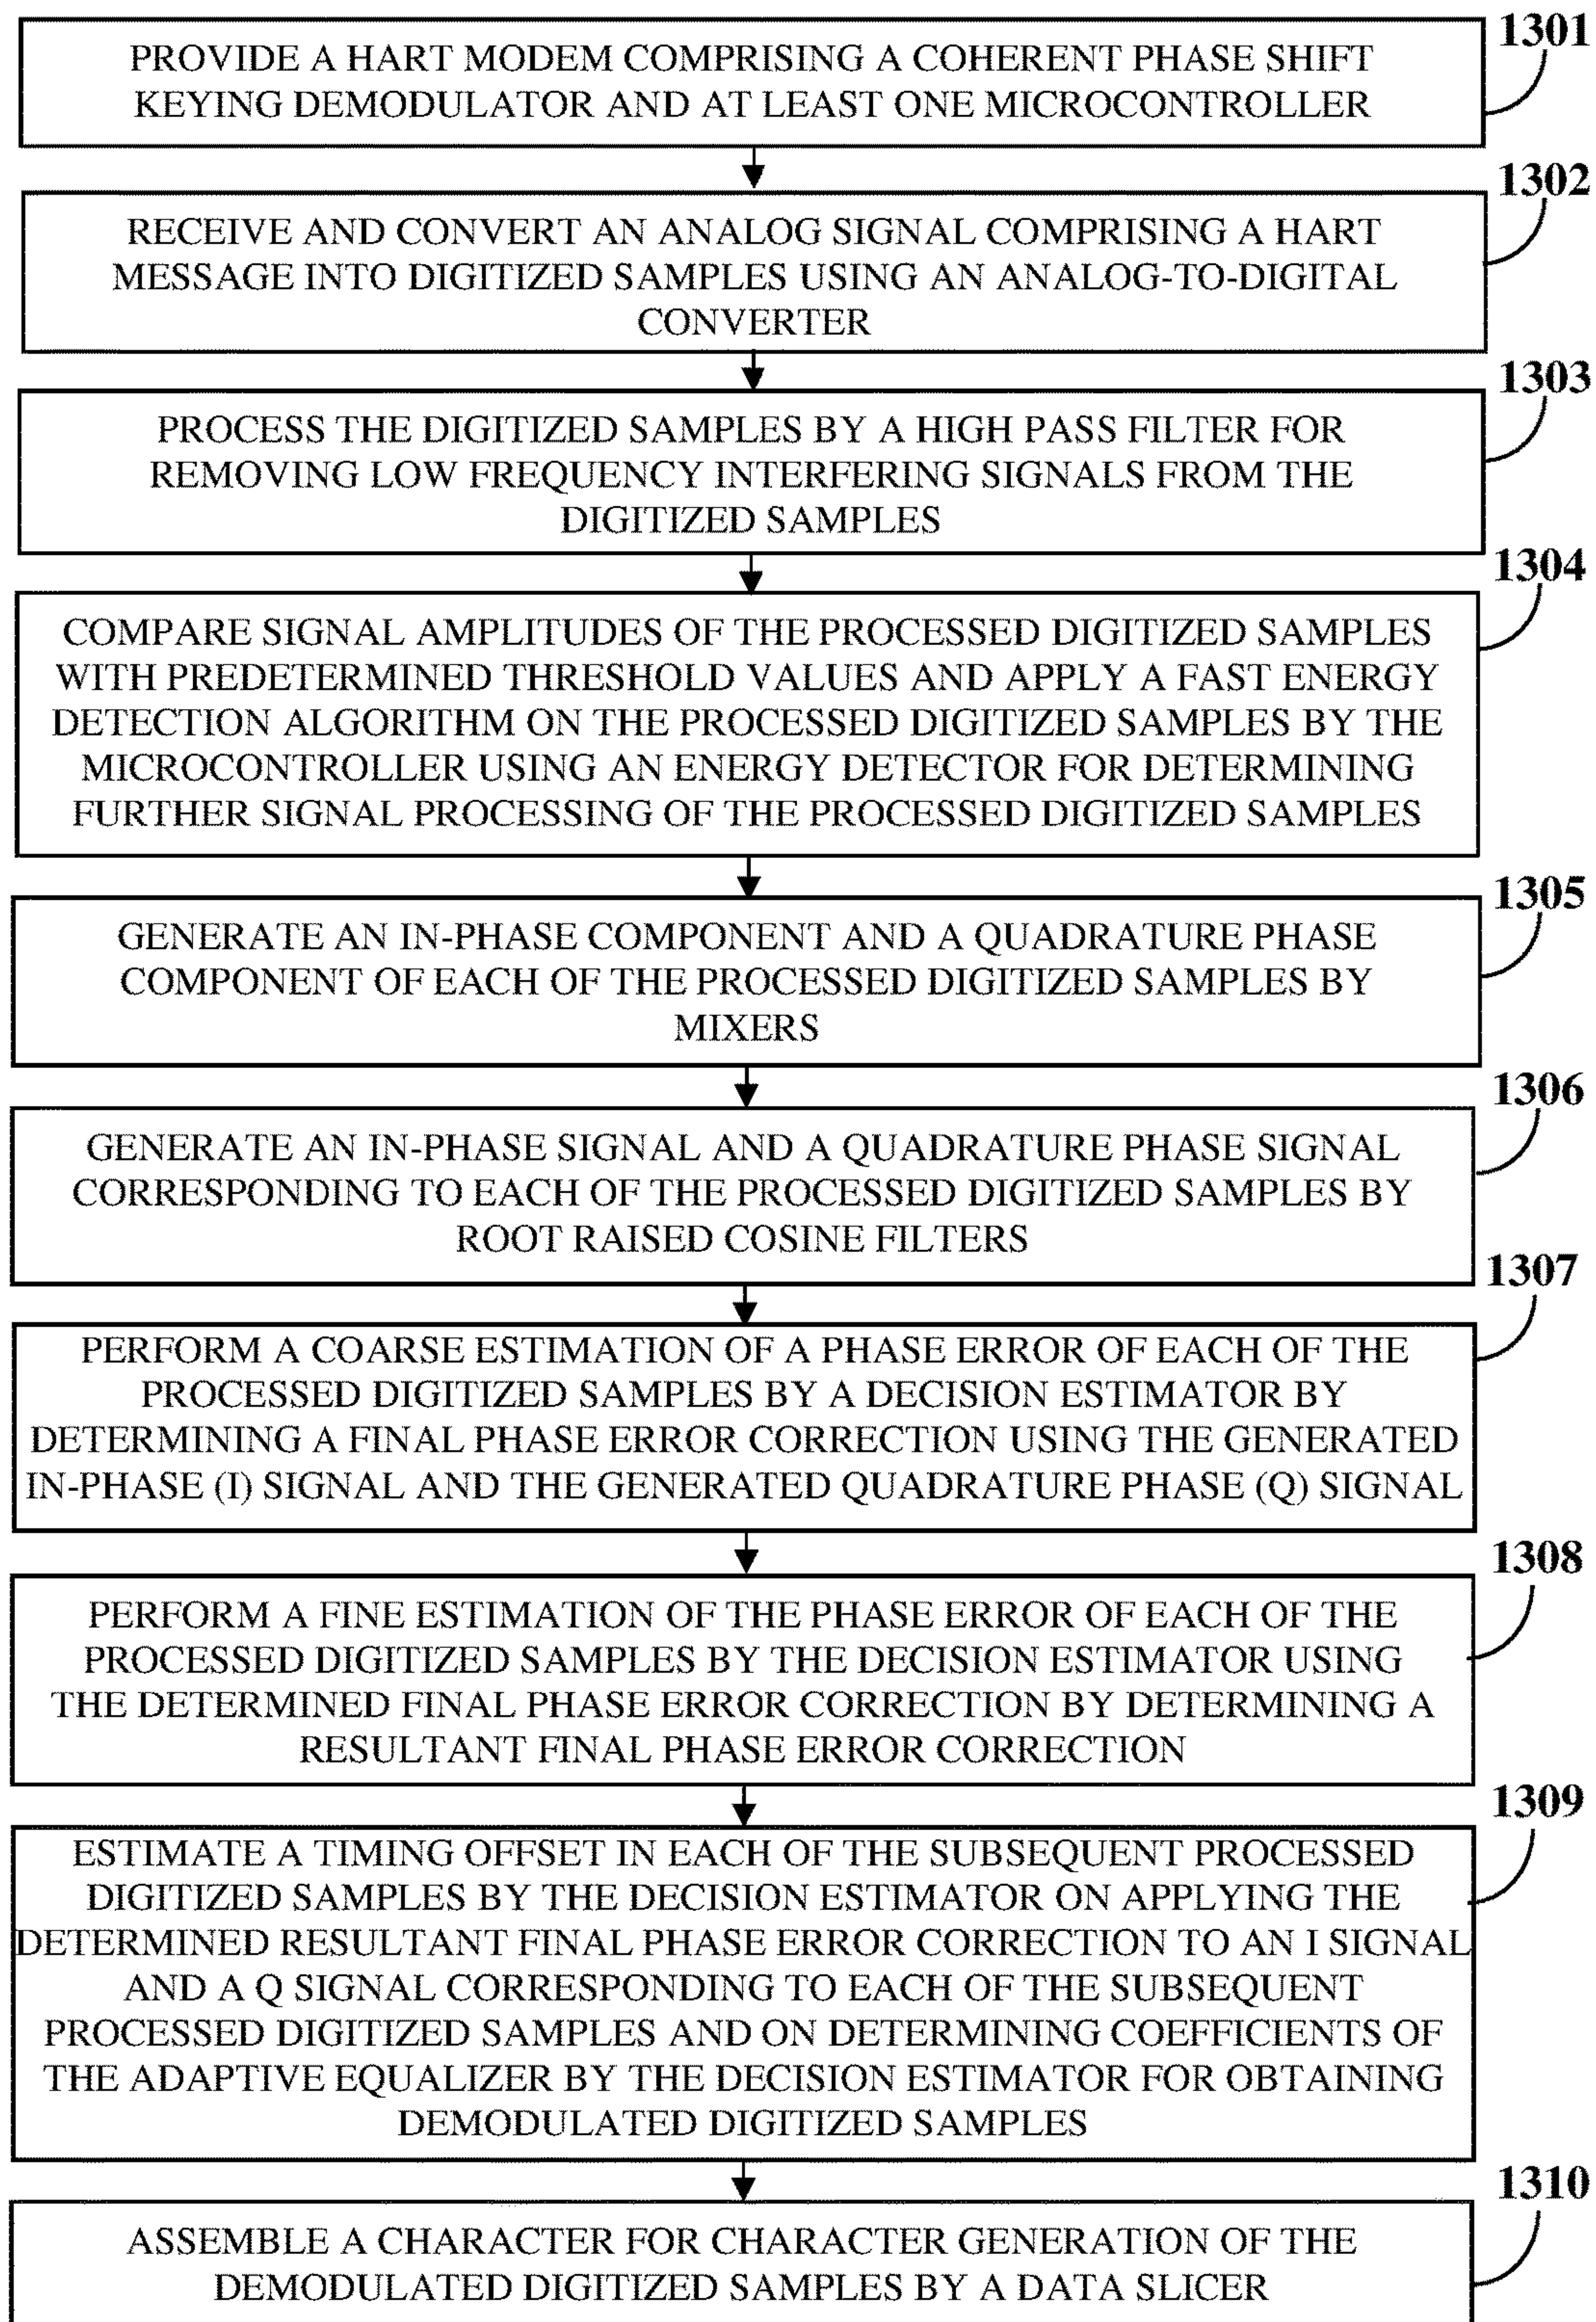 1301
PROVIDE A HART MODEM COMPRISING A COHERENT PHASE SHIFT
KEYING DEMODULATOR AND AT LEAST ONE MICROCONTROLLER
1302
RECEIVE AND CONVERT AN ANALOG SIGNAL COMPRISING A HART
MESSAGE INTO DIGITIZED SAMPLES USING AN ANALOG-TO-DIGITAL
CONVERTER
1303
PROCESS THE DIGITIZED SAMPLES BY A HIGH PASS FILTER FOR
REMOVING LOW FREQUENCY INTERFERING SIGNALS FROM THE
DIGITIZED SAMPLES
1304
COMPARE SIGNAL AMPLITUDES OF THE PROCESSED DIGITIZED SAMPLES
WITH PREDETERMINED THRESHOLD VALUES AND APPLY A FAST ENERGY
DETECTION ALGORITHM ON THE PROCESSED DIGITIZED SAMPLES BY THE
MICROCONTROLLER USING AN ENERGY DETECTOR FOR DETERMINING
FURTHER SIGNAL PROCESSING OF THE PROCESSED DIGITIZED SAMPLES
1305
GENERATE AN IN-PHASE COMPONENT AND A QUADRATURE PHASE
COMPONENT OF EACH OF THE PROCESSED DIGITIZED SAMPLES BY
MIXERS
1306
GENERATE AN IN-PHASE SIGNAL AND A QUADRATURE PHASE SIGNAL
CORRESPONDING TO EACH OF THE PROCESSED DIGITIZED SAMPLES BY
ROOT RAISED COSINE FILTERS
1307
PERFORM A COARSE ESTIMATION OF A PHASE ERROR OF EACH OF THE
PROCESSED DIGITIZED SAMPLES BY A DECISION ESTIMATOR BY
DETERMINING A FINAL PHASE ERROR CORRECTION USING THE GENERATED
IN-PHASE (I) SIGNAL AND THE GENERATED QUADRATURE PHASE (Q) SIGNAL
1308
PERFORM A FINE ESTIMATION OF THE PHASE ERROR OF EACH OF THE
PROCESSED DIGITIZED SAMPLES BY THE DECISION ESTIMATOR USING
THE DETERMINED FINAL PHASE ERROR CORRECTION BY DETERMINING A
RESULTANT FINAL PHASE ERROR CORRECTION
1309
ESTIMATE A TIMING OFFSET IN EACH OF THE SUBSEQUENT PROCESSED
DIGITIZED SAMPLES BY THE DECISION ESTIMATOR ON APPLYING THE
DETERMINED RESULTANT FINAL PHASE ERROR CORRECTION TO AN I SIGNAL
AND A Q SIGNAL CORRESPONDING TO EACH OF THE SUBSEQUENT
PROCESSED DIGITIZED SAMPLES AND ON DETERMINING COEFFICIENTS OF
THE ADAPTIVE EQUALIZER BY THE DECISION ESTIMATOR FOR OBTAINING
DEMODULATED DIGITIZED SAMPLES
1310
ASSEMBLE A CHARACTER FOR CHARACTER GENERATION OF THE
DEMODULATED DIGITIZED SAMPLES BY A DATA SLICER